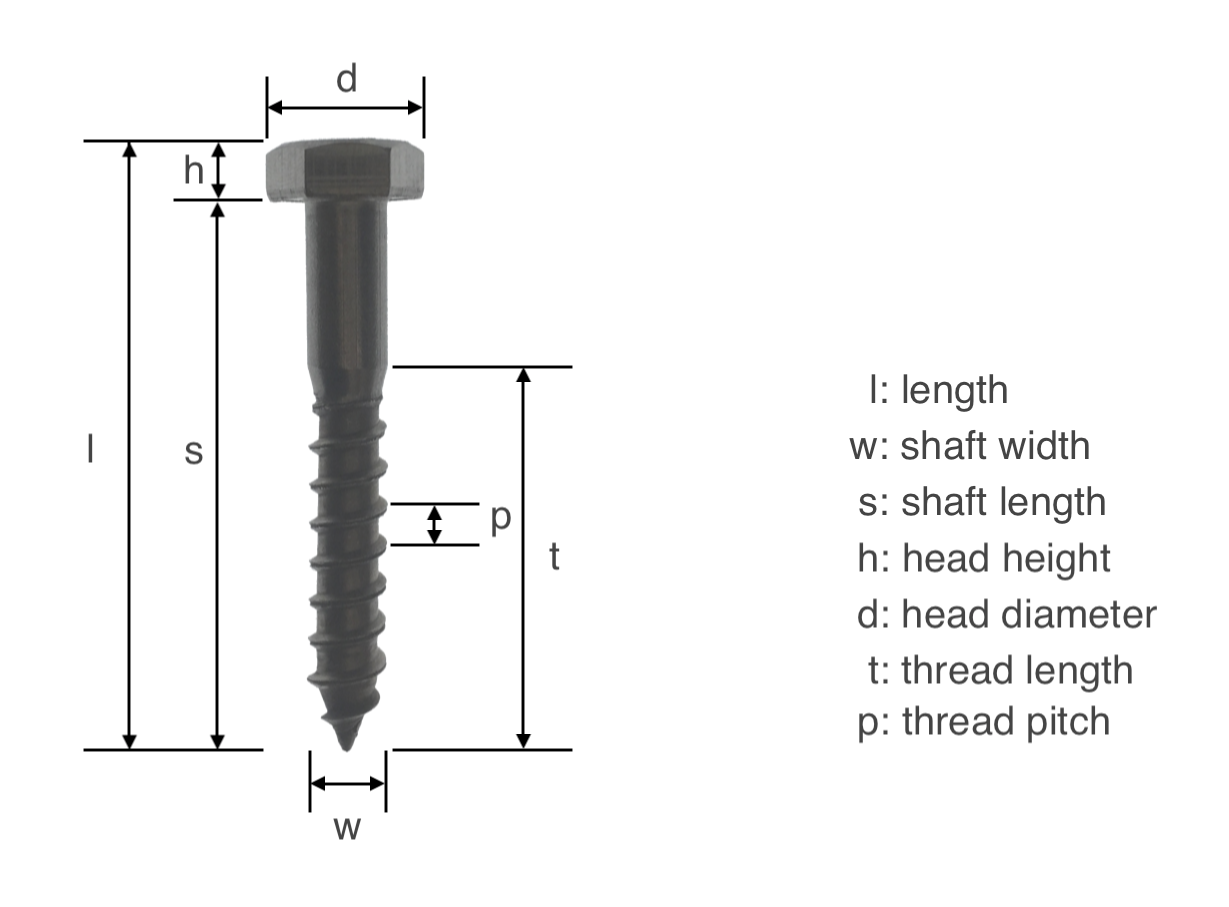 d
h
l
s
p
t
w
l: length
w: shaft width
s: shaft length
h: head height
d: head diameter
t: thread length
p: thread pitch